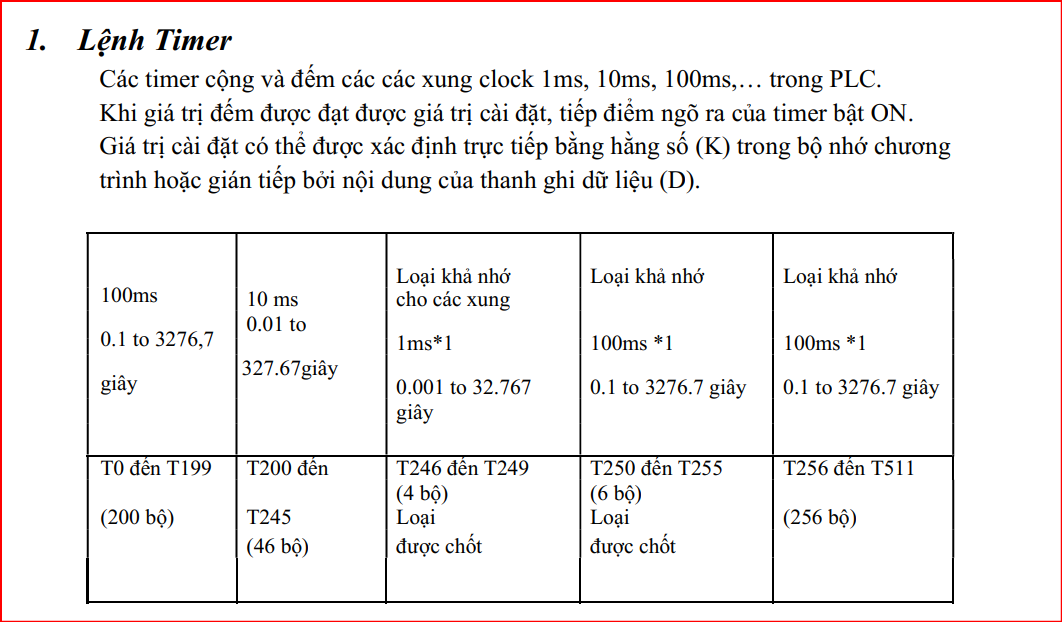 1. Lệnh Timer
Các timer cộng và đếm các các xung clock 1ms, 10ms, 100ms,… trong PLC.
Khi giá trị đếm được đạt được giá trị cài đặt, tiếp điểm ngõ ra của timer bật ON.
Giá trị cài đặt có thể được xác định trực tiếp bằng hằng số (K) trong bộ nhớ chương
trình hoặc gián tiếp bởi nội dung của thanh ghi dữ liệu (D).
100ms
0.1 to 3276,7
giây
10 ms
0.01 to
327.67giây
Loại khả nhớ
cho các xung
1ms*1
0.001 to 32.767
giây
Loại khả nhớ
100ms *1
0.1 to 3276.7 giây
Loại khả nhớ
100ms *1
0.1 to 3276.7 giây
T0 đến T199
(200 bộ)
T200 đến
T245
(46 bộ)
T246 đến T249
(4 bộ)
Loại
được chốt
T250 đến T255
(6 bộ)
Loại
được chốt
T256 đến T511
(256 bộ)